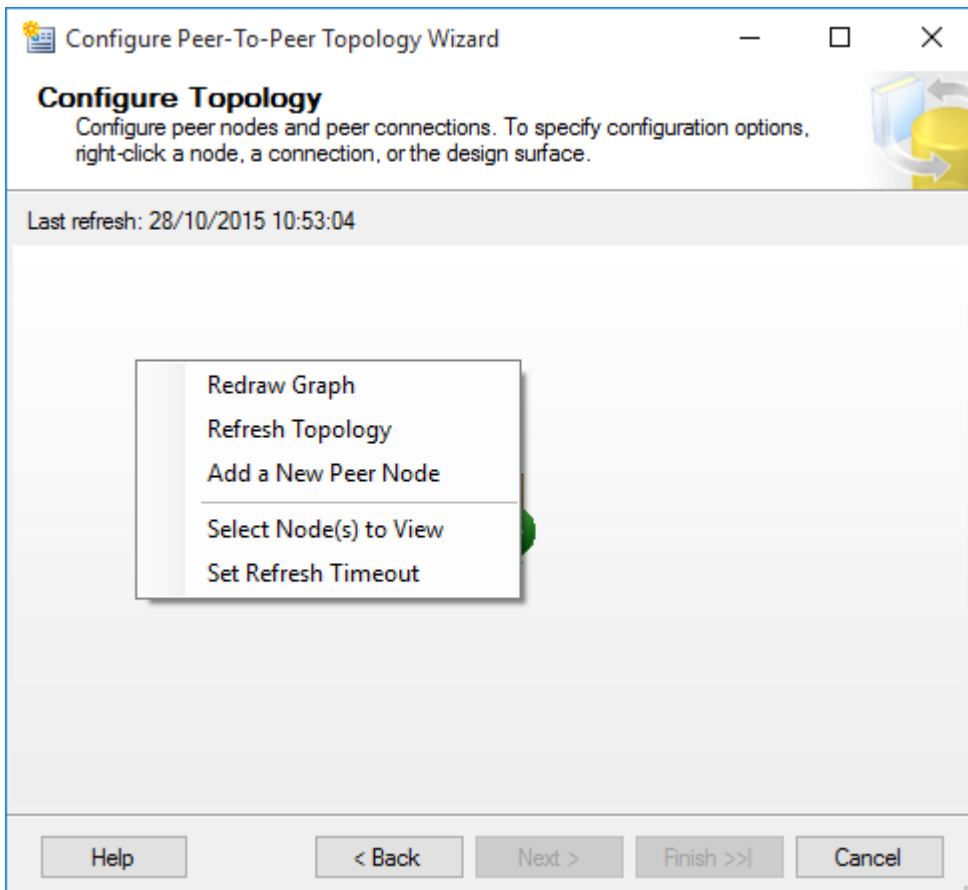 Configure Peer-To-Peer Topology Wizard
Configure Topology
Configure peer nodes and peer connections. To specify configuration options,
right-click a node, a connection, or the design surface.
Last refresh: 28/10/2015 10:53:04
Redraw Graph
Refresh Topology
Add a New Peer Node
Select Node(s) to View
Set Refresh Timeout
Help
< Back
Next >
Finish >>|
Cancel